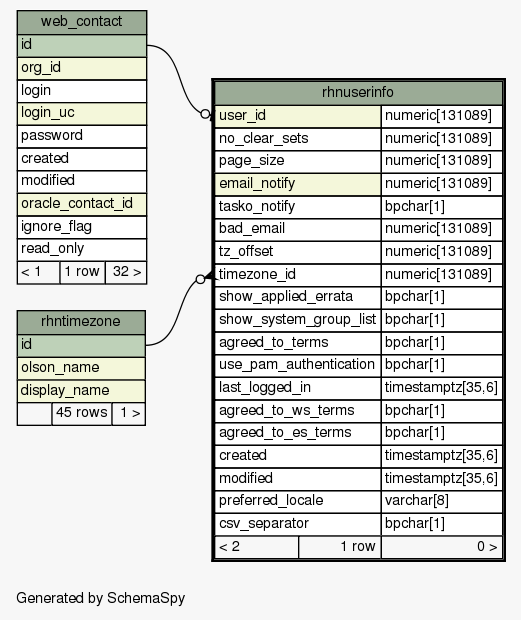 web_contact
id
org_id
login
login_uc
password
created
modified
oracle_contact_id
ignore_flag
read_only
< 1 1 row 32 >
rhntimezone
id
olson_name
display_name
45 rows 1 >
rhnuserinfo
user_id numeric[131089]
no_clear_sets numeric[131089]
page_size numeric[131089]
email_notify numeric[131089]
tasko_notify bpchar[1]
bad_email numeric[131089]
tz_offset numeric[131089]
timezone_id numeric[131089]
show_applied_errata bpchar[1]
show_system_group_list bpchar[1]
agreed_to_terms bpchar[1]
use_pam_authentication bpchar[1]
last_logged_in timestamptz[35,6]
agreed_to_ws_terms bpchar[1]
agreed_to_es_terms bpchar[1]
created timestamptz[35,6]
modified timestamptz[35,6]
preferred_locale varchar[8]
csv_separator bpchar[1]
< 2 1 row 0 >
Generated by SchemaSpy